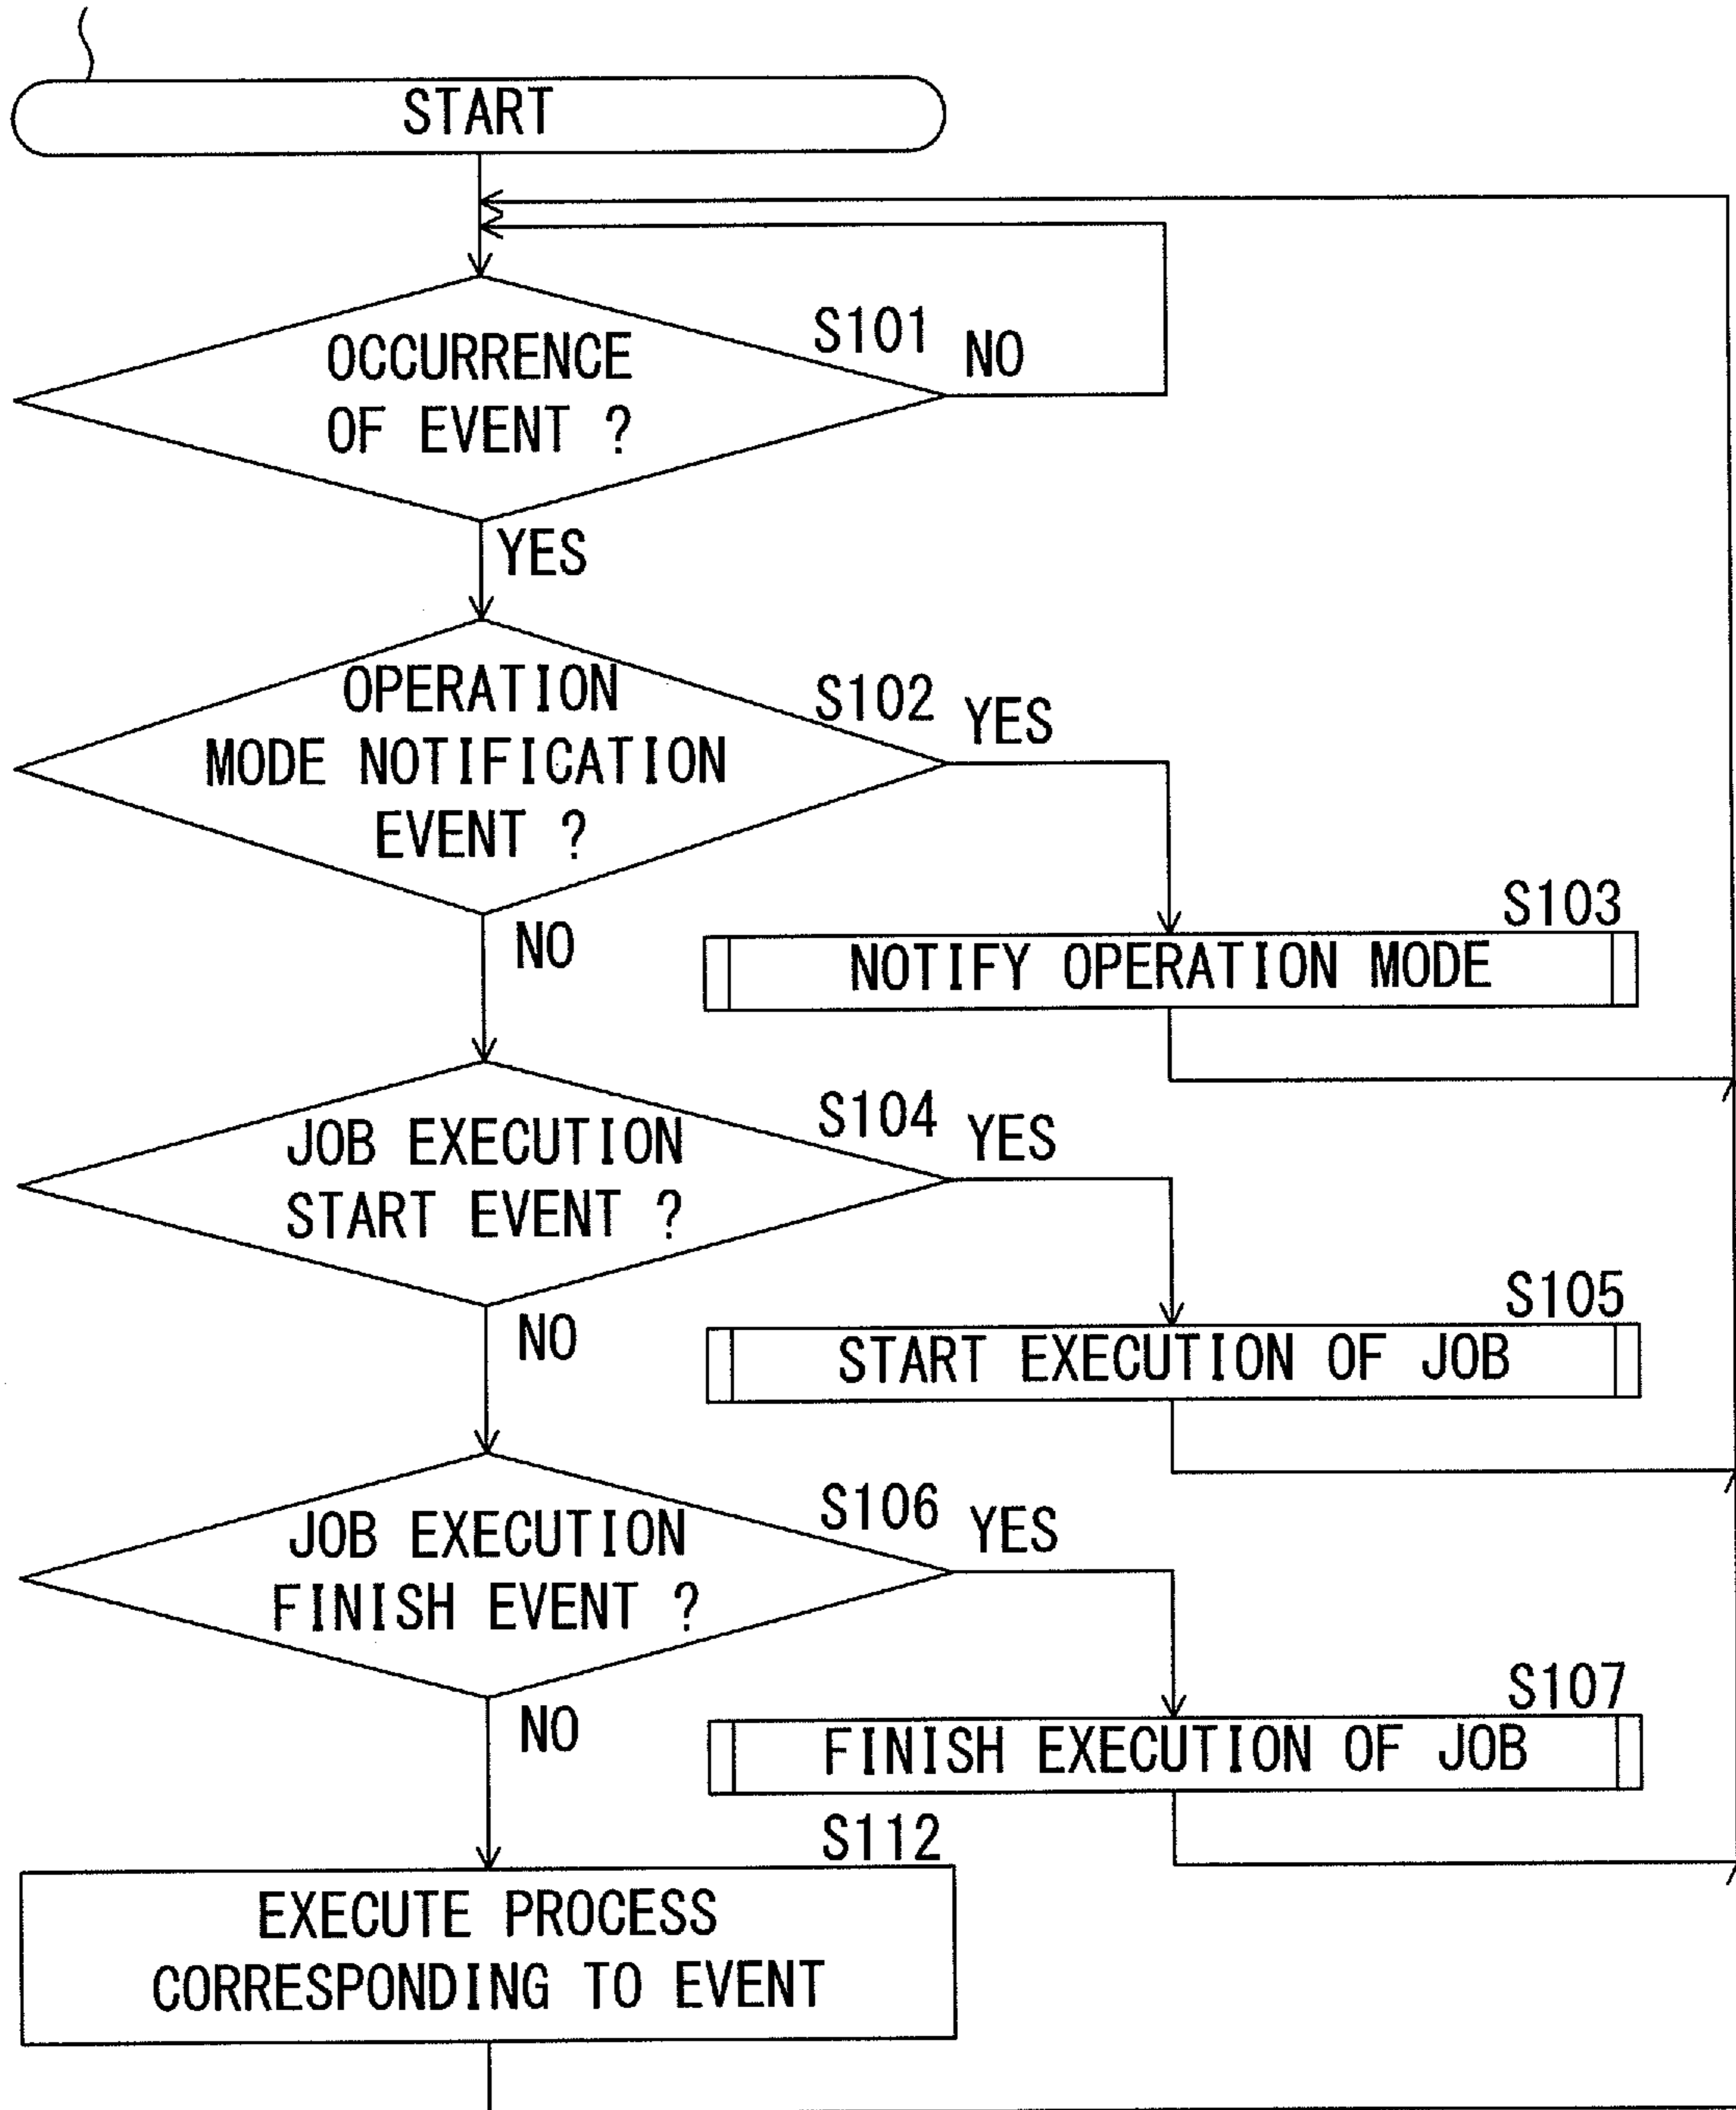 START
S101
NO
OCCURRENCE
OF EVENT ?
YES
S102
YES
OPERATION
MODE NOTIFICATION
EVENT ?
NO
S103
NOTIFY OPERATION MODE
S104
YES
JOB EXECUTION
START EVENT ?
NO
S105
START EXECUTION OF JOB
S106
YES
JOB EXECUTION
FINISH EVENT ?
NO
S107
FINISH EXECUTION OF JOB
S112
EXECUTE PROCESS
CORRESPONDING TO EVENT